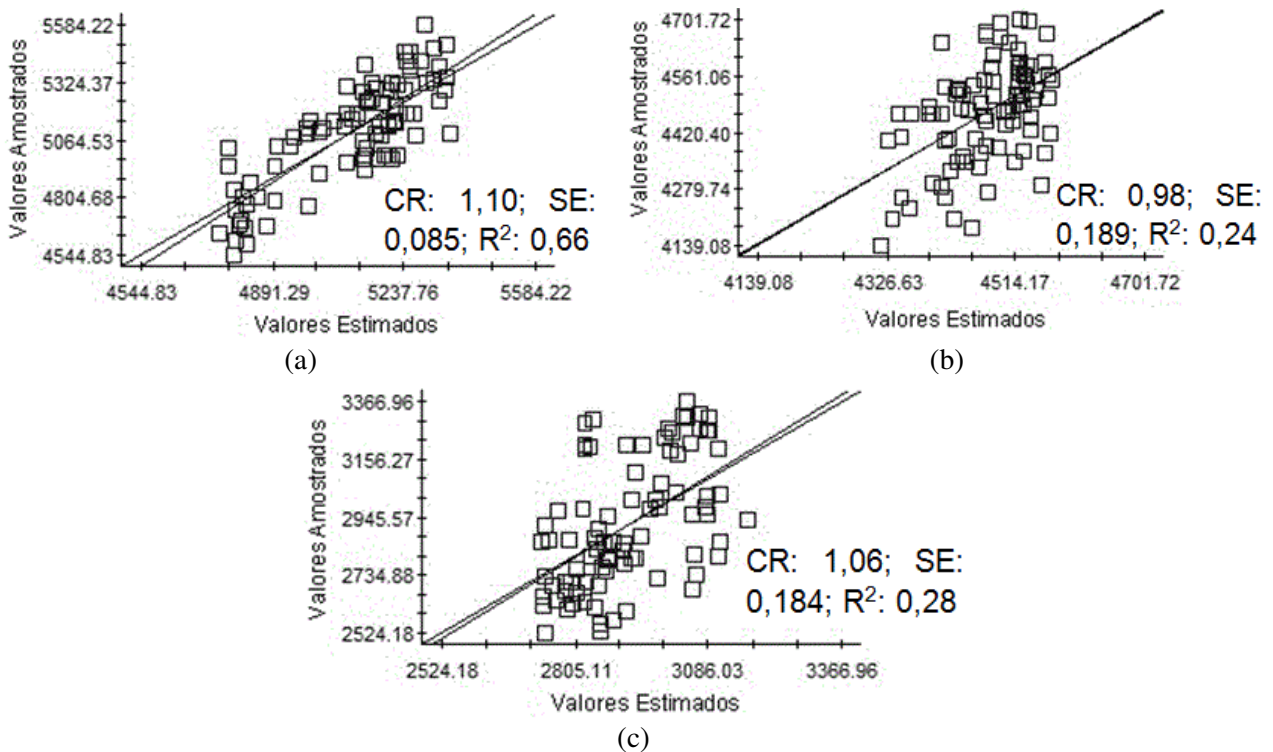 5584.22
5324.37
5064.53
4804.68
4544.83
Valores Amostrados
4544.83 4891.29 5237.76 5584.22
Valores Estimados
CR: 1,10; SE:
0,085; R²: 0,66
(a)
4701.72
4561.06
4420.40
4279.74
4139.08
Valores Amostrados
4139.08 4326.63 4514.17 4701.72
Valores Estimados
CR: 0,98; SE:
0,189; R²: 0,24
(b)
3366.96
3156.27
2945.57
2734.88
2524.18
Valores Amostrados
2524.18 2805.11 3086.03 3366.96
Valores Estimados
CR: 1,06; SE:
0,184; R²: 0,28
(c)